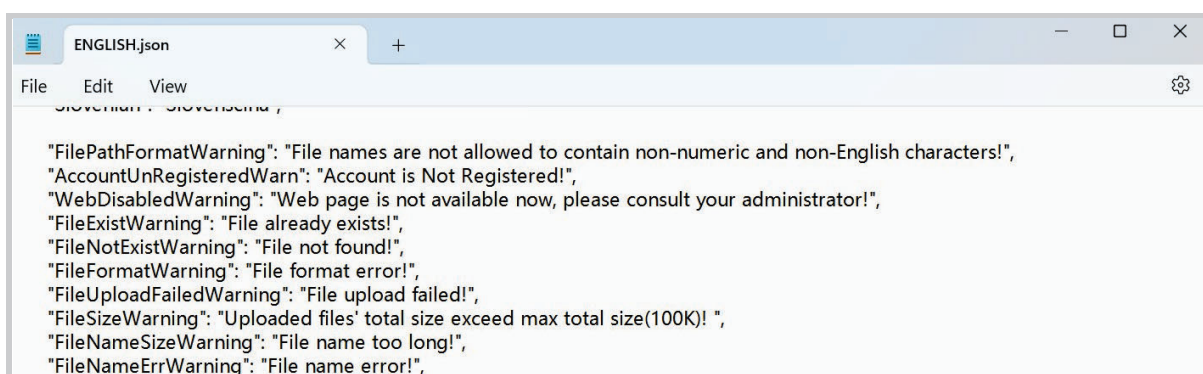 ENGLISH.json
File Edit View
"FilePathFormatWarning": "File names are not allowed to contain non-numeric and non-English characters!",
"AccountUnRegisteredWarn": "Account is Not Registered!",
"WebDisabledWarning": "Web page is not available now, please consult your administrator!",
"FileExistWarning": "File already exists!",
"FileNotExistWarning": "File not found!",
"FileFormatWarning": "File format error!",
"FileUploadFailedWarning": "File upload failed!",
"FileSizeWarning": "Uploaded files' total size exceed max total size(100K)! ",
"FileNameSizeWarning": "File name too long!",
"FileNameErrWarning": "File name error!",